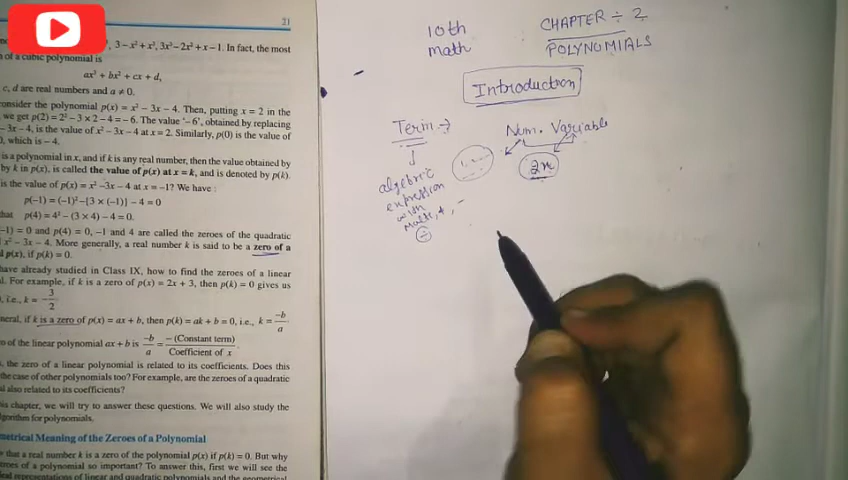 21
3 − x² + x³, 3x³ − 2x² + x − 1. In fact, the most
of a cubic polynomial is
ax³ + bx² + cx + d,
c, d are real numbers and a ≠ 0.
onsider the polynomial p(x) = x² − 3x − 4. Then, putting x = 2 in the
we get p(2) = 2² − 3 × 2 − 4 = − 6. The value '− 6', obtained by replacing
− 3x − 4, is the value of x² − 3x − 4 at x = 2. Similarly, p(0) is the value of
0, which is − 4.
is a polynomial in x, and if k is any real number, then the value obtained by
by k in p(x), is called the value of p(x) at x = k, and is denoted by p(k).
is the value of p(x) = x² −3x − 4 at x = −1? We have :
p(−1) = (−1)² −{3 × (−1)} − 4 = 0
that p(4) = 4² − (3 × 4) − 4 = 0.
−1) = 0 and p(4) = 0, −1 and 4 are called the zeroes of the quadratic
x² − 3x − 4. More generally, a real number k is said to be a zero of a
p(x), if p(k) = 0.
have already studied in Class IX, how to find the zeroes of a linear
l. For example, if k is a zero of p(x) = 2x + 3, then p(k) = 0 gives us
, i.e., k = −3/2
neral, if k is a zero of p(x) = ax + b, then p(k) = ak + b = 0, i.e., k = −b/a
o of the linear polynomial ax + b is −b/a = −(Constant term)/Coefficient of x
, the zero of a linear polynomial is related to its coefficients. Does this
the case of other polynomials too? For example, are the zeroes of a quadratic
al also related to its coefficients?
his chapter, we will try to answer these questions. We will also study the
lgorithm for polynomials.
metrical Meaning of the Zeroes of a Polynomial
that a real number k is a zero of the polynomial p(x) if p(k) = 0. But why
zeroes of a polynomial so important? To answer this, first we will see the
ical representations of linear and quadratic polynomials and the geometrical
10th
math
CHAPTER ÷ 2
POLYNOMIALS
Introduction
Term →
Num. Variable
2x
algebric
expression
with